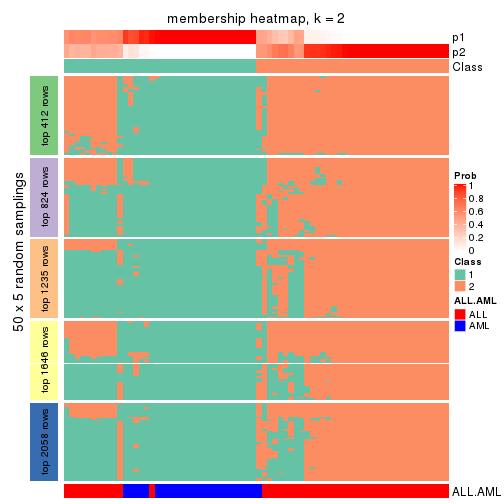 membership heatmap, k = 2
p1
p2
Class
50 x 5 random samplings
top 412 rows
top 824 rows
top 1235 rows
top 1646 rows
top 2058 rows
Prob
1
0.8
0.6
0.4
0.2
0
Class
1
2
ALL.AML
ALL
AML
ALL.AML